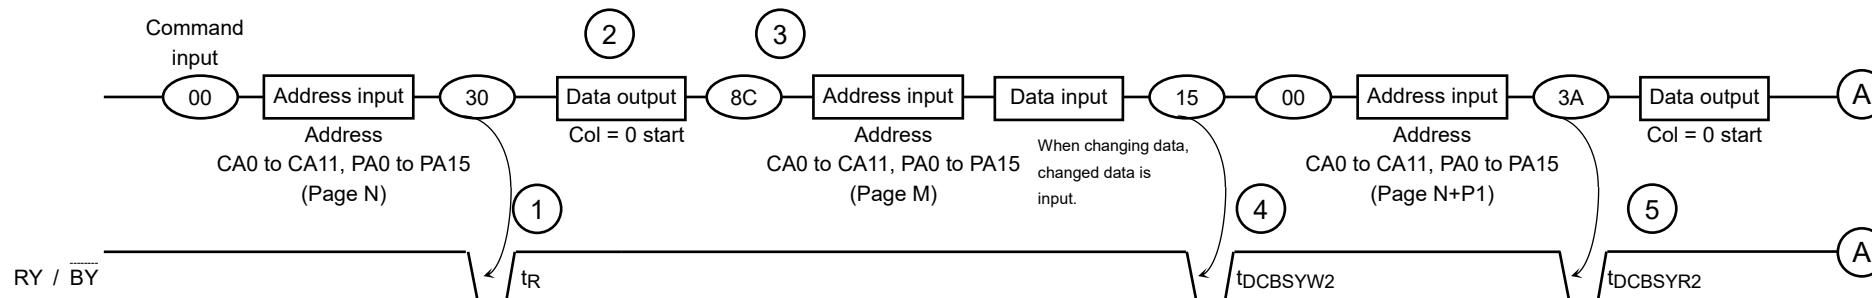 Command
input
2
3
00
Address input
30
Data output
8C
Address input
Data input
15
00
Address input
3A
Data output
A
Address
CA0 to CA11, PA0 to PA15
(Page N)
Col = 0 start
Address
CA0 to CA11, PA0 to PA15
(Page M)
When changing data,
changed data is
input.
Address
CA0 to CA11, PA0 to PA15
(Page N+P1)
Col = 0 start
1
4
5
RY / BY
tR
tDCBSYW2
tDCBSYR2
A